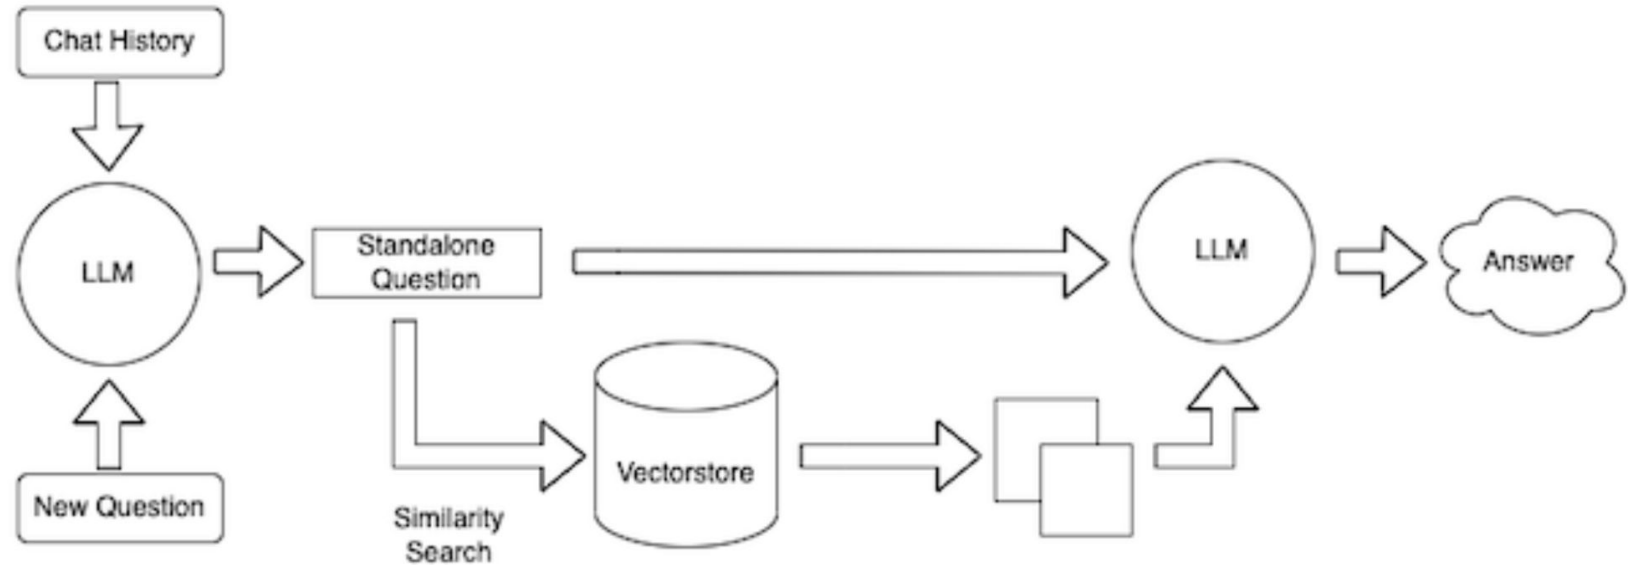 Chat History
LLM
New Question
Standalone
Question
Similarity
Search
Vectorstore
LLM
Answer